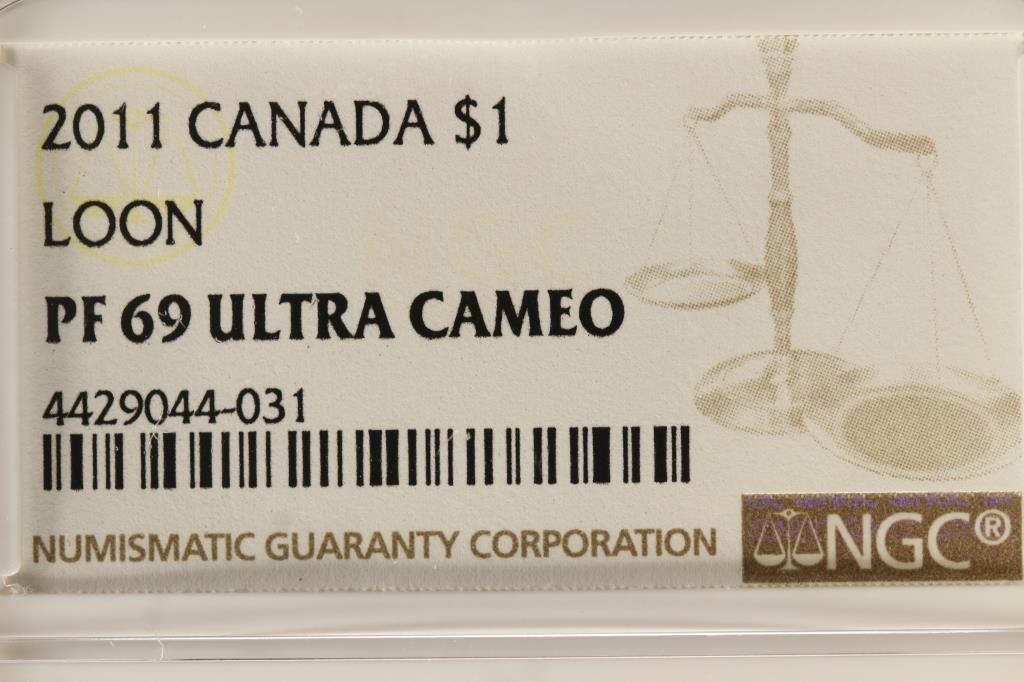 2011 CANADA $1
LOON
PF 69 ULTRA CAMEO
4429044-031
NUMISMATIC GUARANTY CORPORATION
NGC®